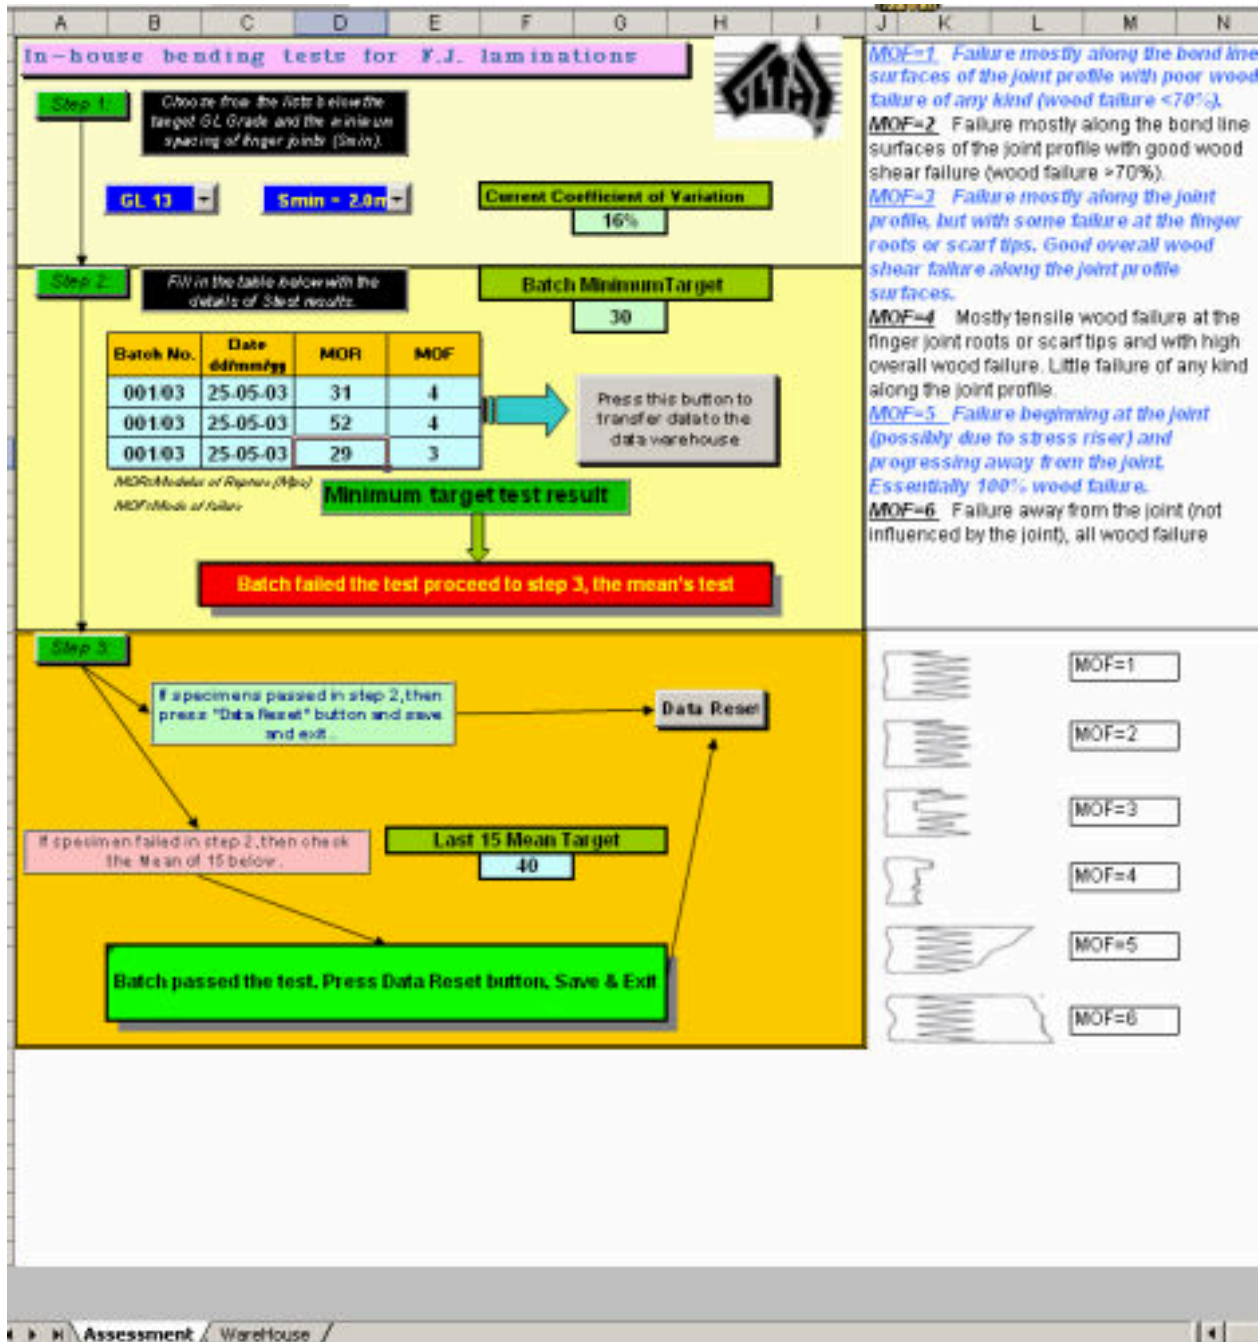 A B C D E F G H I J K L M N
In-house bending tests for F.J. laminations
GLTA
Step 1:
Choose from the lists below the
target GL Grade and the minimum
spacing of finger joints (Smin).
GL 13
Smin = 2.0m
Current Coefficient of Variation
16%
Step 2:
Fill in the table below with the
details of 3test results.
Batch MinimumTarget
30
Batch No. Date MOR MOF
dd/mm/yy
001/03 25-05-03 31 4
001/03 25-05-03 52 4
001/03 25-05-03 29 3
Press this button to
transfer data to the
data warehouse
MOR:Modulus of Rupture (Mpa)
MOF:Mode of failure
Minimum target test result
Batch failed the test proceed to step 3, the mean's test
Step 3:
If specimens passed in step 2, then
press "Data Reset" button and save
and exit.
Data Reset
If specimen failed in step 2, then check
the Mean of 15 below.
Last 15 Mean Target
40
Batch passed the test. Press Data Reset button, Save & Exit
MOF=1 Failure mostly along the bond line
surfaces of the joint profile with poor wood
failure of any kind (wood failure <70%).
MOF=2 Failure mostly along the bond line
surfaces of the joint profile with good wood
shear failure (wood failure >70%).
MOF=3 Failure mostly along the joint
profile, but with some failure at the finger
roots or scarf tips. Good overall wood
shear failure along the joint profile
surfaces.
MOF=4 Mostly tensile wood failure at the
finger joint roots or scarf tips and with high
overall wood failure. Little failure of any kind
along the joint profile.
MOF=5 Failure beginning at the joint
(possibly due to stress riser) and
progressing away from the joint.
Essentially 100% wood failure.
MOF=6 Failure away from the joint (not
influenced by the joint), all wood failure
MOF=1
MOF=2
MOF=3
MOF=4
MOF=5
MOF=6
Assessment WareHouse